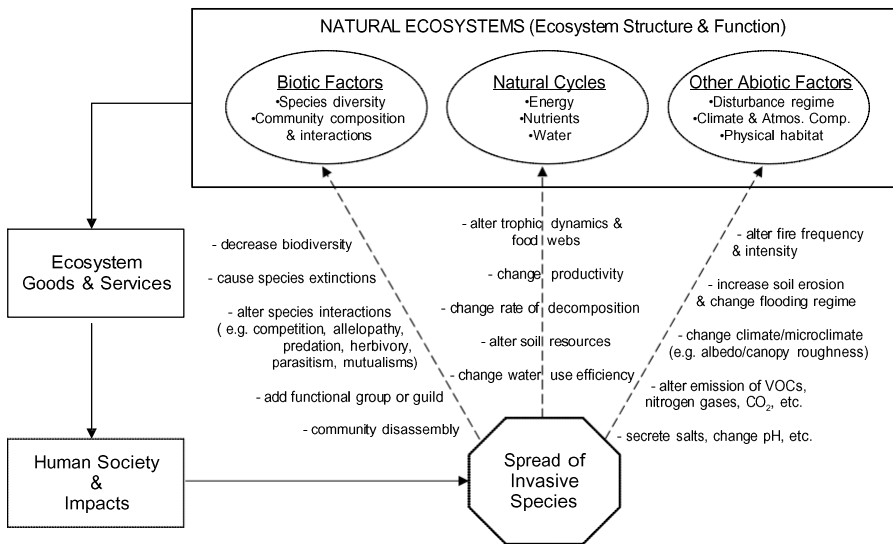 NATURAL ECOSYSTEMS (Ecosystem Structure & Function)
Biotic Factors
•Species diversity
•Community composition
& interactions
Natural Cycles
•Energy
•Nutrients
•Water
Other Abiotic Factors
•Disturbance regime
•Climate & Atmos. Comp.
•Physical habitat
Ecosystem
Goods & Services
Human Society
&
Impacts
- decrease biodiversity
- cause species extinctions
- alter species interactions
( e.g. competition, allelopathy,
predation, herbivory,
parasitism, mutualisms)
- add functional group or guild
- community disassembly
- alter trophic dynamics &
food webs
- change productivity
- change rate of decomposition
- alter soil resources
- change water use efficiency
- alter fire frequency
& intensity
- increase soil erosion
& change flooding regime
- change climate/microclimate
(e.g. albedo/canopy roughness)
- alter emission of VOCs,
nitrogen gases, CO2, etc.
- secrete salts, change pH, etc.
Spread of
Invasive
Species